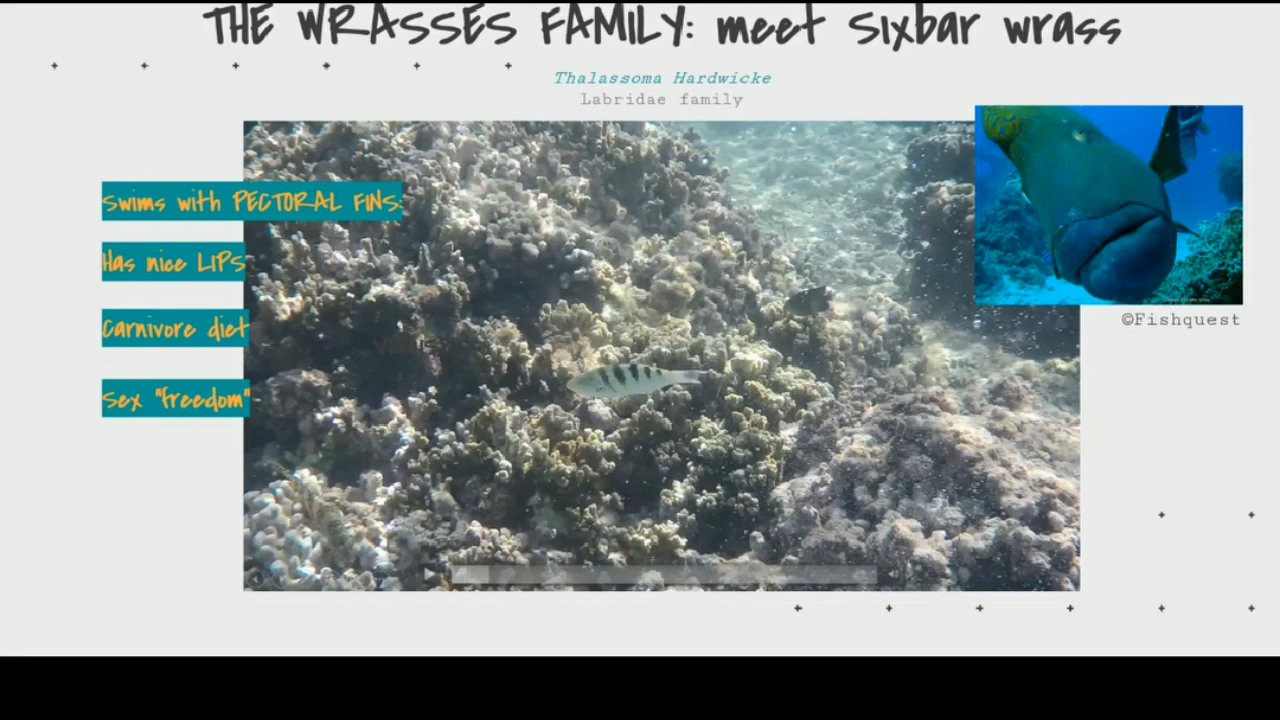 THE WRASSES FAMILY: meet Sixbar wrass
Thalassoma Hardwicke
Labridae family
Swims with PECTORAL FINS:
Has nice LIPS
Carnivore diet
Sex "freedom"
©Fishquest